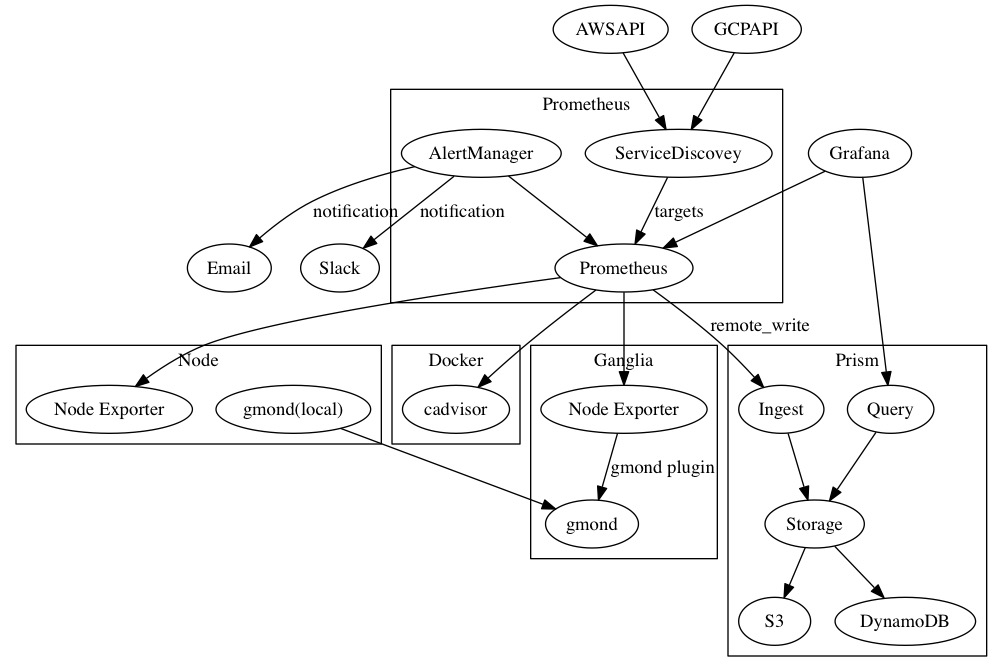 AWSAPI
GCPAPI
Prometheus
AlertManager
ServiceDiscovey
Grafana
notification
notification
targets
Email
Slack
Prometheus
remote_write
Node
Docker
Ganglia
Prism
Node Exporter
gmond(local)
cadvisor
Node Exporter
Ingest
Query
gmond plugin
gmond
Storage
S3
DynamoDB